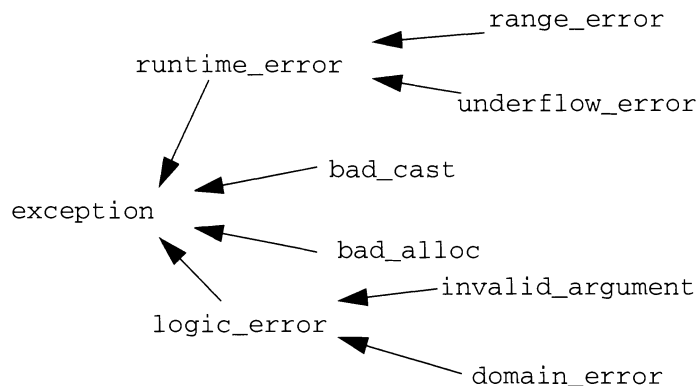 range_error
runtime_error
underflow_error
bad_cast
exception
bad_alloc
invalid_argument
logic_error
domain_error